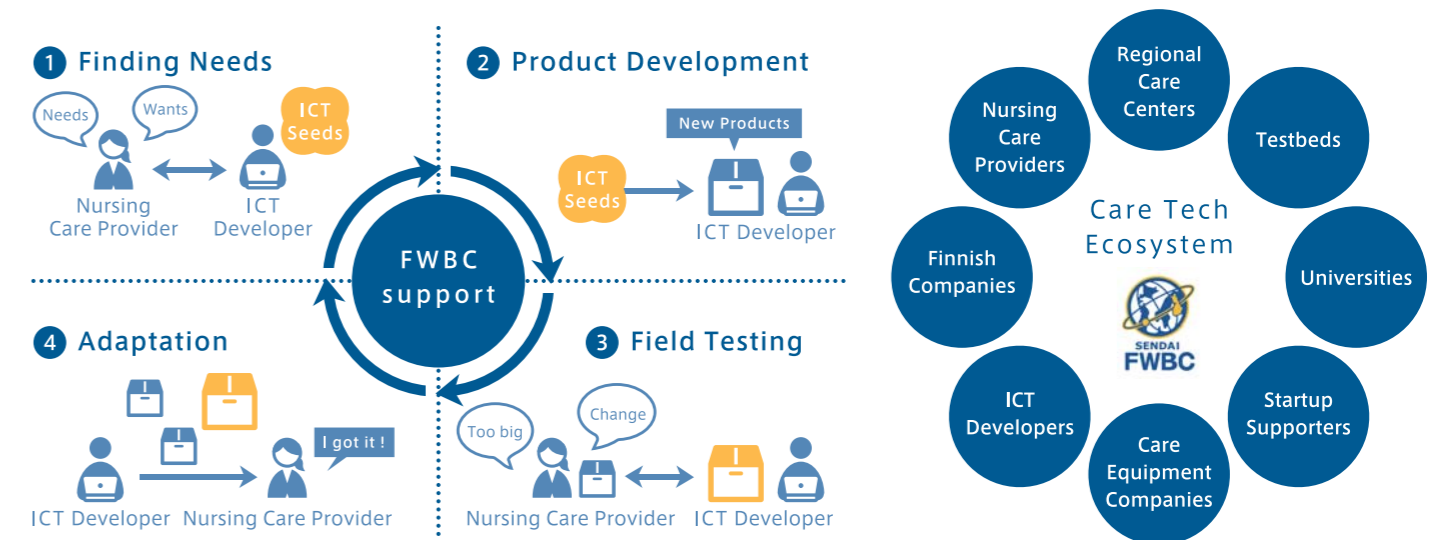 1 Finding Needs
Needs
Wants
ICT
Seeds
Nursing
Care Provider
ICT
Developer
2 Product Development
New Products
ICT
Seeds
ICT Developer
FWBC
support
4 Adaptation
I got it !
ICT Developer
Nursing Care Provider
3 Field Testing
Too big
Change
Nursing Care Provider
ICT Developer
Regional
Care
Centers
Nursing
Care
Providers
Testbeds
Care Tech
Ecosystem
Finnish
Companies
Universities
SENDAI
FWBC
ICT
Developers
Startup
Supporters
Care
Equipment
Companies